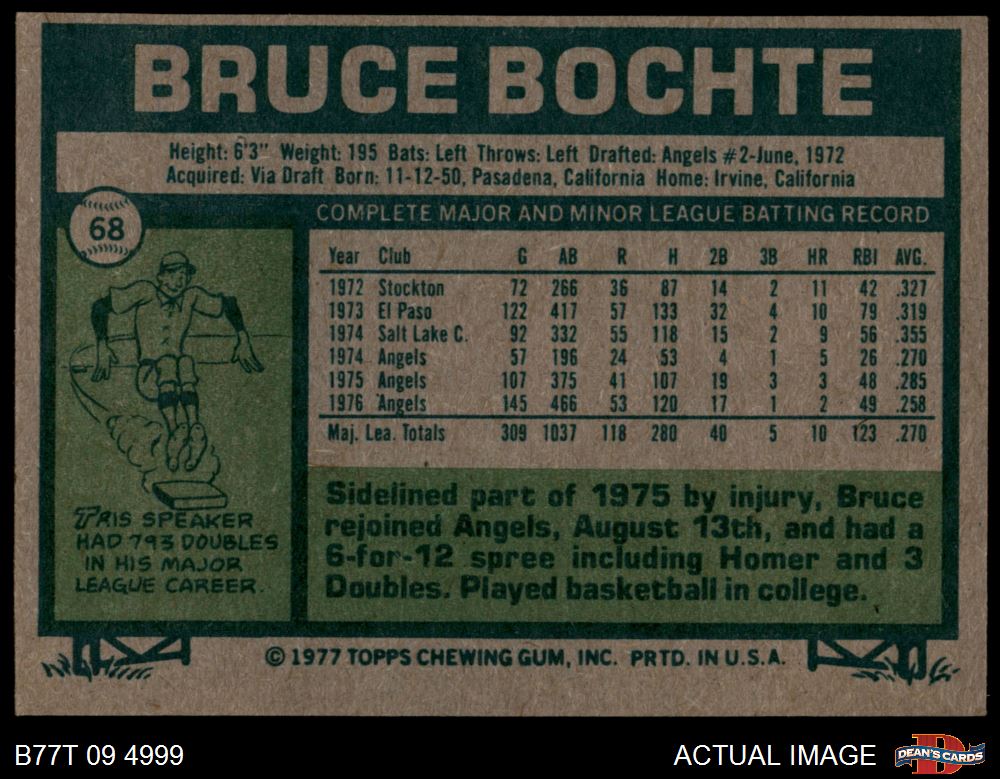 BRUCE BOCHTE
Height: 6'3" Weight: 195 Bats: Left Throws: Left Drafted: Angels #2-June, 1972
Acquired: Via Draft Born: 11-12-50, Pasadena, California Home: Irvine, California
68
COMPLETE MAJOR AND MINOR LEAGUE BATTING RECORD
Year Club G AB R H 2B 3B HR RBI AVG.
1972 Stockton 72 266 36 87 14 2 11 42 .327
1973 El Paso 122 417 57 133 32 4 10 79 .319
1974 Salt Lake C. 92 332 55 118 15 2 9 56 .355
1974 Angels 57 196 24 53 4 1 5 26 .270
1975 Angels 107 375 41 107 19 3 3 48 .285
1976 Angels 145 466 53 120 17 1 2 49 .258
Maj. Lea. Totals 309 1037 118 280 40 5 10 123 .270
TRIS SPEAKER
HAD 793 DOUBLES
IN HIS MAJOR
LEAGUE CAREER.
Sidelined part of 1975 by injury, Bruce
rejoined Angels, August 13th, and had a
6-for-12 spree including Homer and 3
Doubles. Played basketball in college.
© 1977 TOPPS CHEWING GUM, INC. PRTD. IN U.S.A.
B77T 09 4999
ACTUAL IMAGE
DEAN'S CARDS